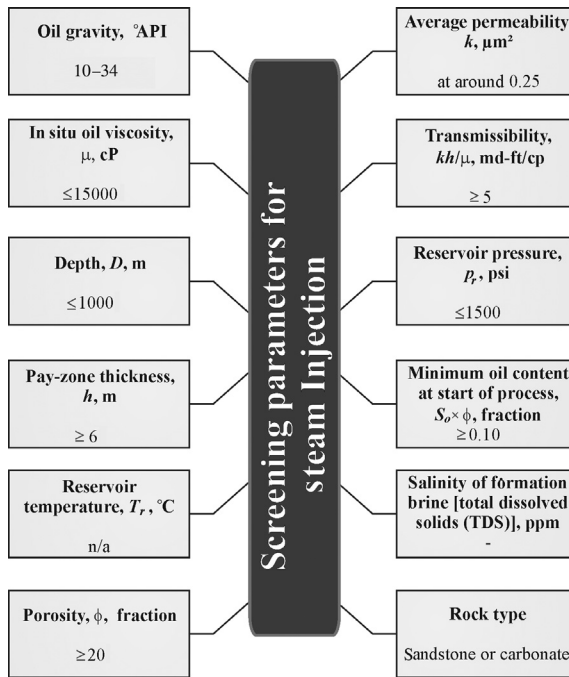 Oil gravity, °API
10–34
In situ oil viscosity,
μ, cP
≤15000
Depth, D, m
≤1000
Pay-zone thickness,
h, m
≥ 6
Reservoir
temperature, Tr , °C
n/a
Porosity, ϕ, fraction
≥20
Screening parameters for
steam Injection
Average permeability
k, μm²
at around 0.25
Transmissibility,
kh/μ, md-ft/cp
≥ 5
Reservoir pressure,
pr , psi
≤1500
Minimum oil content
at start of process,
So× ϕ, fraction
≥0.10
Salinity of formation
brine [total dissolved
solids (TDS)], ppm
-
Rock type
Sandstone or carbonate